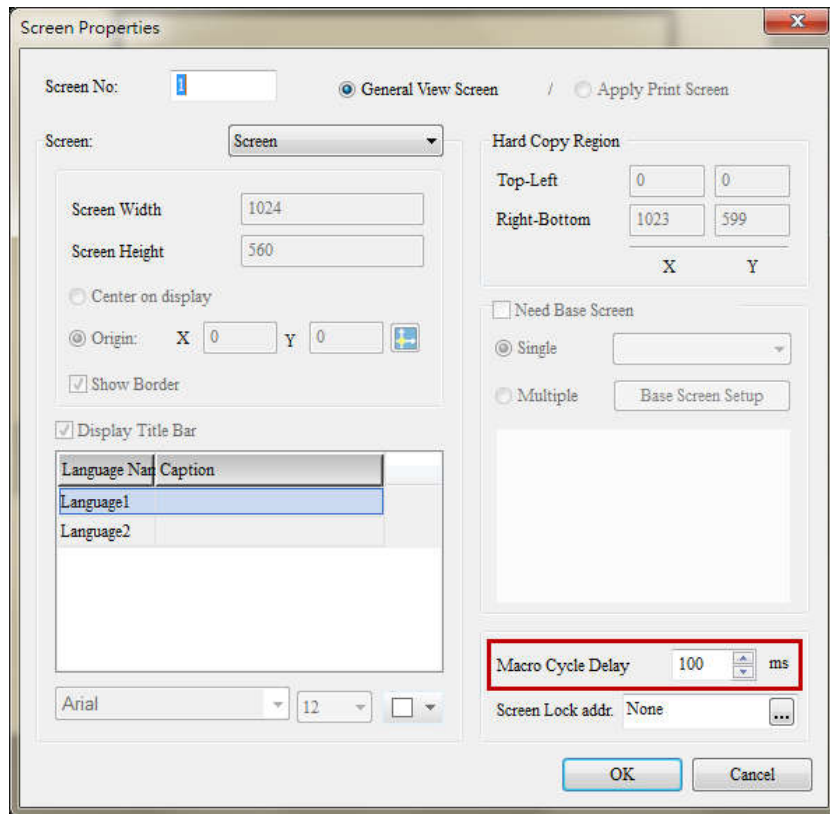 Screen Properties
Screen No: 1 General View Screen / Apply Print Screen
Screen: Screen
Screen Width 1024
Screen Height 560
Center on display
Origin: X 0 Y 0
Show Border
Display Title Bar
Language Nam Caption
Language1
Language2
Arial 12
Hard Copy Region
Top-Left 0 0
Right-Bottom 1023 599
X Y
Need Base Screen
Single
Multiple Base Screen Setup
Macro Cycle Delay 100 ms
Screen Lock addr. None ...
OK Cancel